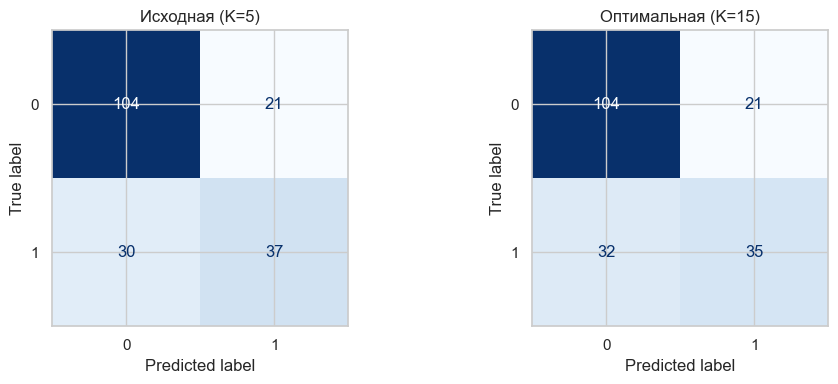 Исходная (K=5)
True label
0
104
21
1
30
37
0
1
Predicted label
Оптимальная (K=15)
True label
0
104
21
1
32
35
0
1
Predicted label